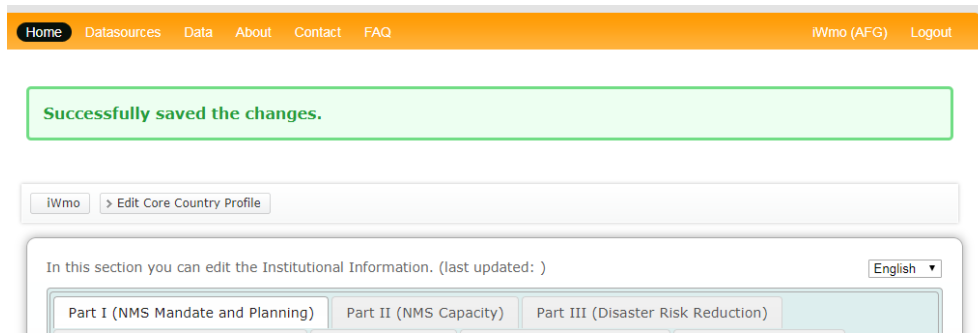 Home Datasources Data About Contact FAQ iWmo (AFG) Logout
Successfully saved the changes.
iWmo > Edit Core Country Profile
In this section you can edit the Institutional Information. (last updated: ) English ▼
Part I (NMS Mandate and Planning) Part II (NMS Capacity) Part III (Disaster Risk Reduction)